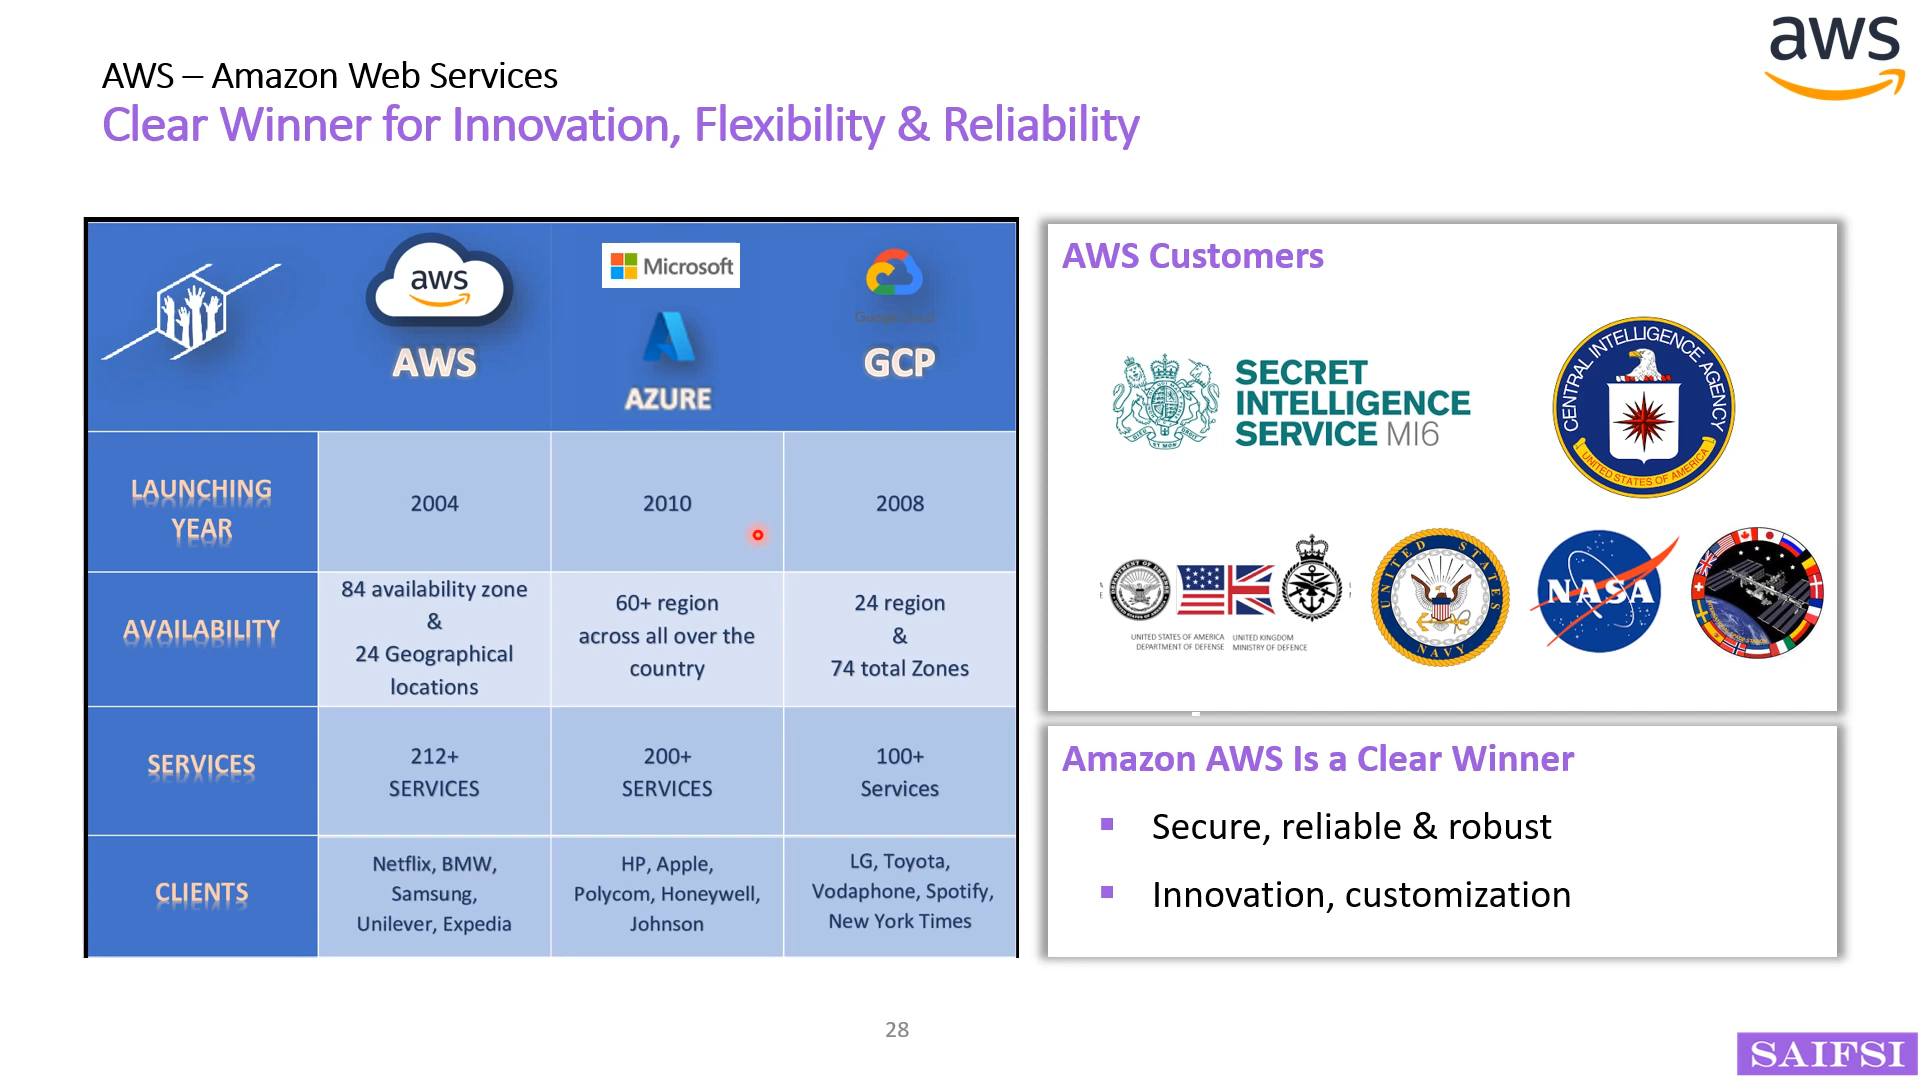 aws
AWS – Amazon Web Services
Clear Winner for Innovation, Flexibility & Reliability
aws
AWS
Microsoft
AZURE
Google Cloud
GCP
LAUNCHING
YEAR
2004
2010
2008
AVAILABILITY
84 availability zone
&
24 Geographical
locations
60+ region
across all over the
country
24 region
&
74 total Zones
SERVICES
212+
SERVICES
200+
SERVICES
100+
Services
CLIENTS
Netflix, BMW,
Samsung,
Unilever, Expedia
HP, Apple,
Polycom, Honeywell,
Johnson
LG, Toyota,
Vodaphone, Spotify,
New York Times
AWS Customers
SECRET
INTELLIGENCE
SERVICE MI6
CENTRAL INTELLIGENCE AGENCY
UNITED STATES OF AMERICA
UNITED STATES OF AMERICA
DEPARTMENT OF DEFENSE
UNITED KINGDOM
MINISTRY OF DEFENCE
UNITED STATES
NAVY
NASA
Amazon AWS Is a Clear Winner
Secure, reliable & robust
Innovation, customization
28
SAIFSI